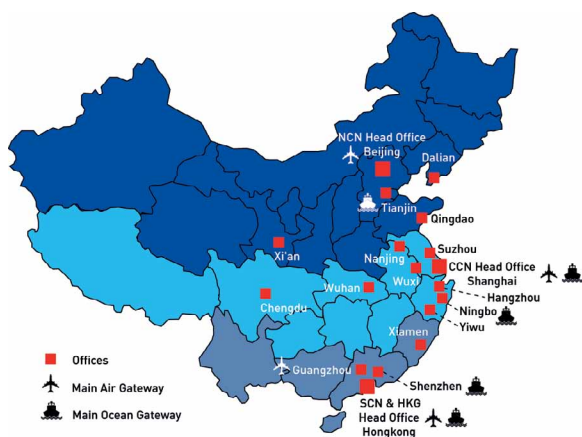 NCN Head Office
Beijing
Dalian
Tianjin
Qingdao
Xi'an
Nanjing
Suzhou
CCN Head Office
Shanghai
Wuxi
Wuhan
Hangzhou
Chengdu
Ningbo
Yiwu
Xiamen
Guangzhou
Shenzhen
SCN & HKG
Head Office
Hongkong
Offices
Main Air Gateway
Main Ocean Gateway